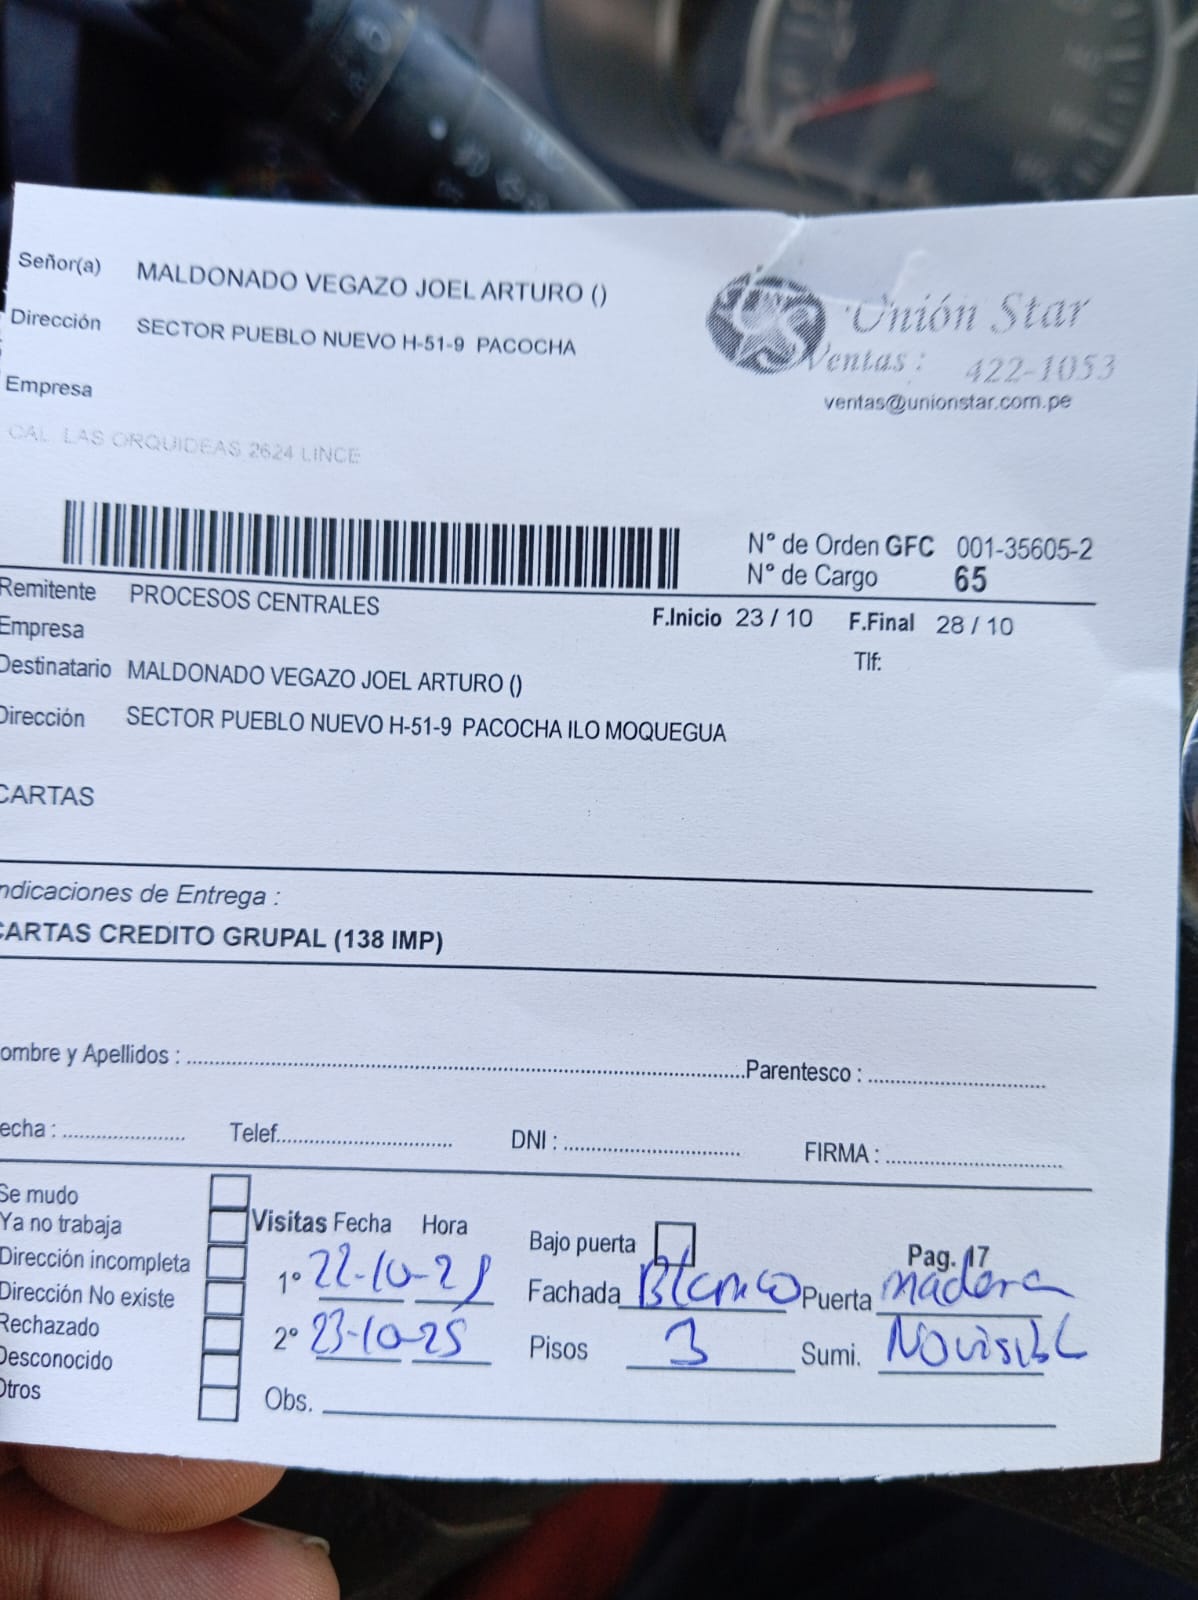 Señor(a) MALDONADO VEGAZO JOEL ARTURO ()
Dirección SECTOR PUEBLO NUEVO H-51-9 PACOCHA
Empresa
CAL LAS ORQUIDEAS 2624 LINCE
Unión Star
Ventas : 422-1053
ventas@unionstar.com.pe
N° de Orden GFC 001-35605-2
N° de Cargo 65
Remitente PROCESOS CENTRALES
F.Inicio 23 / 10 F.Final 28 / 10
Empresa
Tlf:
Destinatario MALDONADO VEGAZO JOEL ARTURO ()
Dirección SECTOR PUEBLO NUEVO H-51-9 PACOCHA ILO MOQUEGUA
CARTAS
ndicaciones de Entrega :
CARTAS CREDITO GRUPAL (138 IMP)
ombre y Apellidos : Parentesco :
echa : Telef. DNI : FIRMA :
Se mudo
Ya no trabaja
Dirección incompleta
Dirección No existe
Rechazado
Desconocido
Otros
Visitas Fecha Hora
1° 22-10-25
2° 23-10-25
Bajo puerta Pag. 17
Fachada Blanco Puerta madera
Pisos 3 Sumi. No visible
Obs.